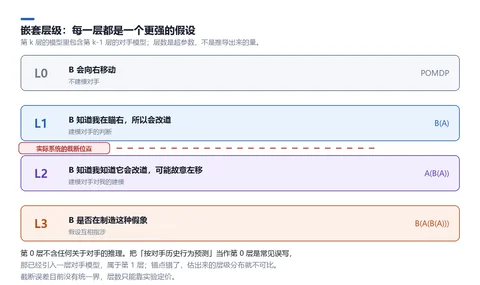 嵌套层级：每一层都是一个更强的假设
第 k 层的模型里包含第 k-1 层的对手模型；层数是超参数，不是推导出来的量。
L0
B 会向右移动
不建模对手
POMDP
L1
B 知道我在瞄右，所以会改道
建模对手的判断
B(A)
实际系统的截断位置
L2
B 知道我知道它会改道，可能故意左移
建模对手对我的建模
A(B(A))
L3
B 是否在制造这种假象
假设互相指涉
B(A(B(A)))
第 0 层不含任何关于对手的推理。把「按对手历史行为预测」当作第 0 层是常见误写，
那已经引入一层对手模型，属于第 1 层；锚点错了，估出来的层级分布就不可比。
截断误差目前没有统一界，层数只能靠实验定价。